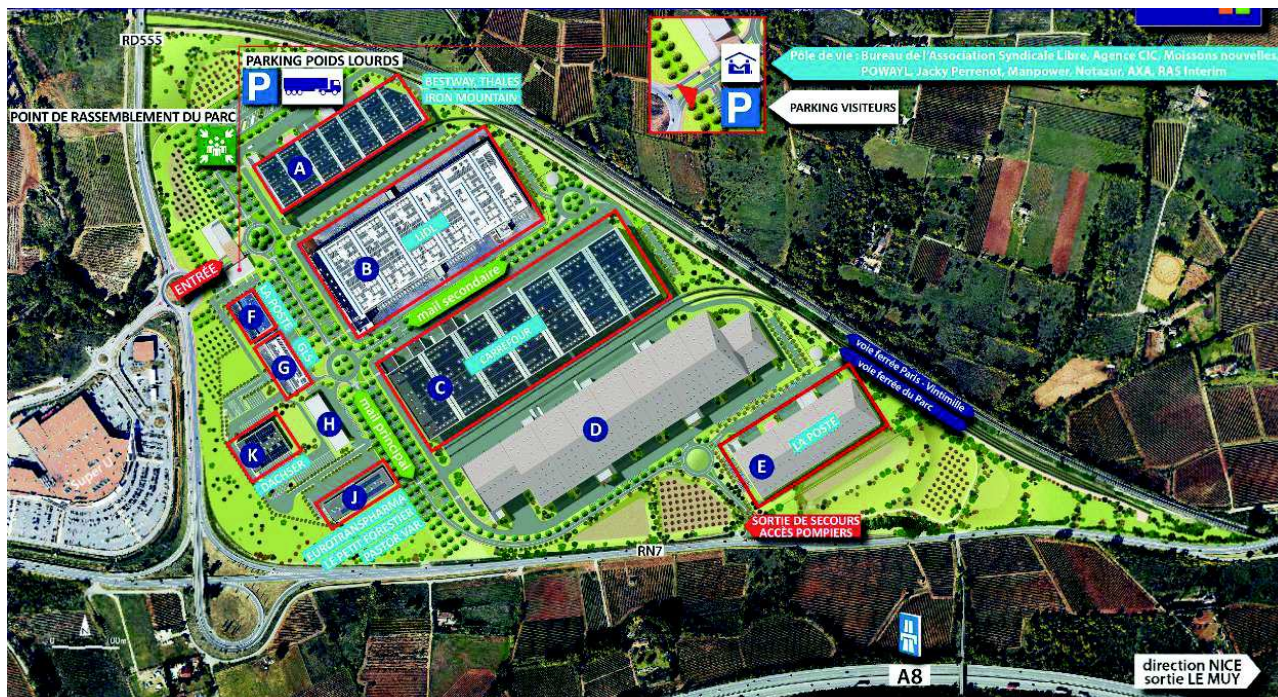 RD555
PARKING POIDS LOURDS
P
BESTWAY, THALES
IRON MOUNTAIN
POINT DE RASSEMBLEMENT DU PARC
Pôle de vie : Bureau de l'Association Syndicale Libre, Agence CIC, Moissons nouvelles,
POWAYL, Jacky Perrenot, Manpower, Notazur, AXA, RAS Interim
P
PARKING VISITEURS
A
LIDL
B
ENTRÉE
mail secondaire
LA POSTE
GLS
F
G
CARREFOUR
C
voie ferrée Paris - Vintimille
voie ferrée du Parc
H
mail principal
D
LA POSTE
E
K
DACHSER
J
Super U
EUROTRANSPHARMA
LE PETIT FORESTIER
PASTOR VAR
SORTIE DE SECOURS
ACCÈS POMPIERS
RN7
0
100m
A8
direction NICE
sortie LE MUY